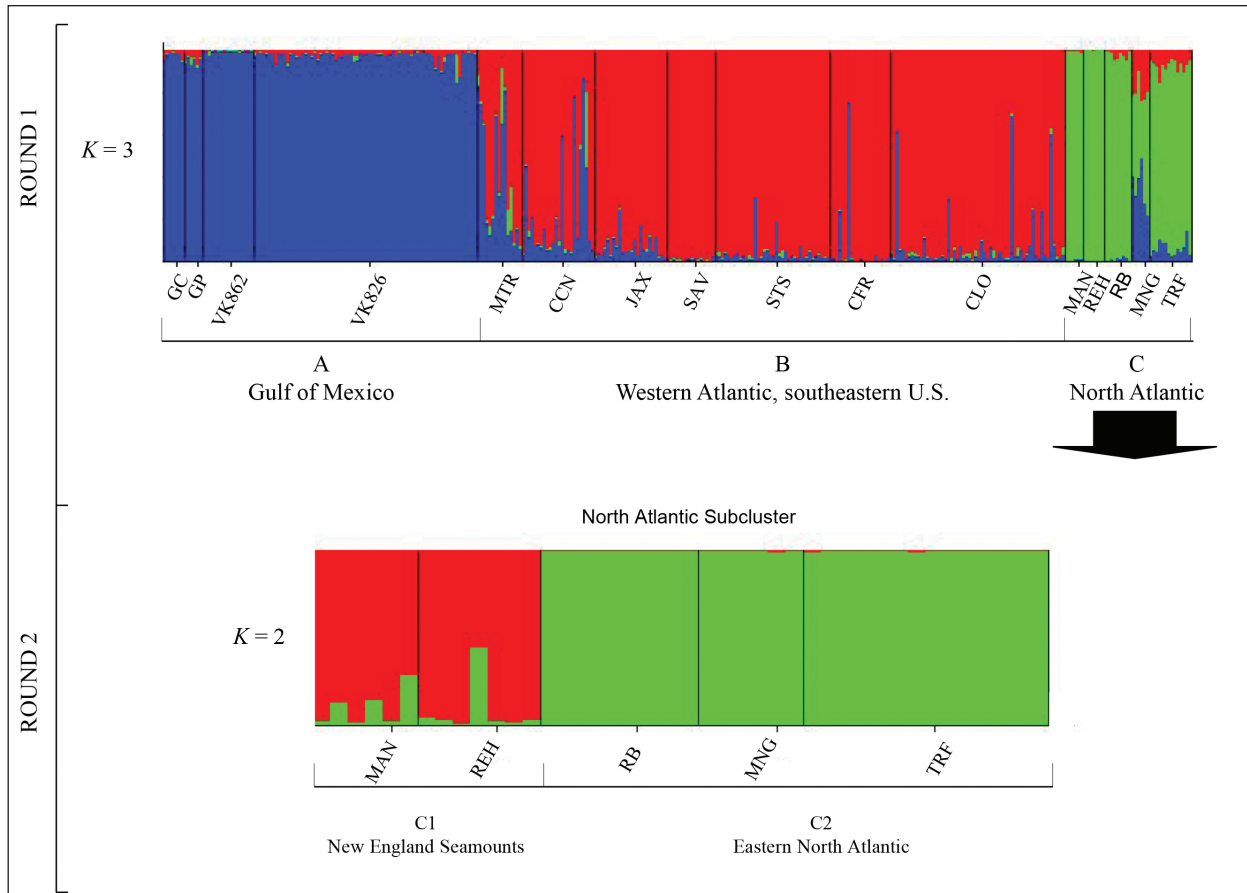 ROUND 1
K = 3
GC GP VK862 VK826 MTR CCN JAX SAV STS CFR CLO MAN REH RB MNG TRF
A B C
Gulf of Mexico Western Atlantic, southeastern U.S. North Atlantic
North Atlantic Subcluster
ROUND 2
K = 2
MAN REH RB MNG TRF
C1 C2
New England Seamounts Eastern North Atlantic